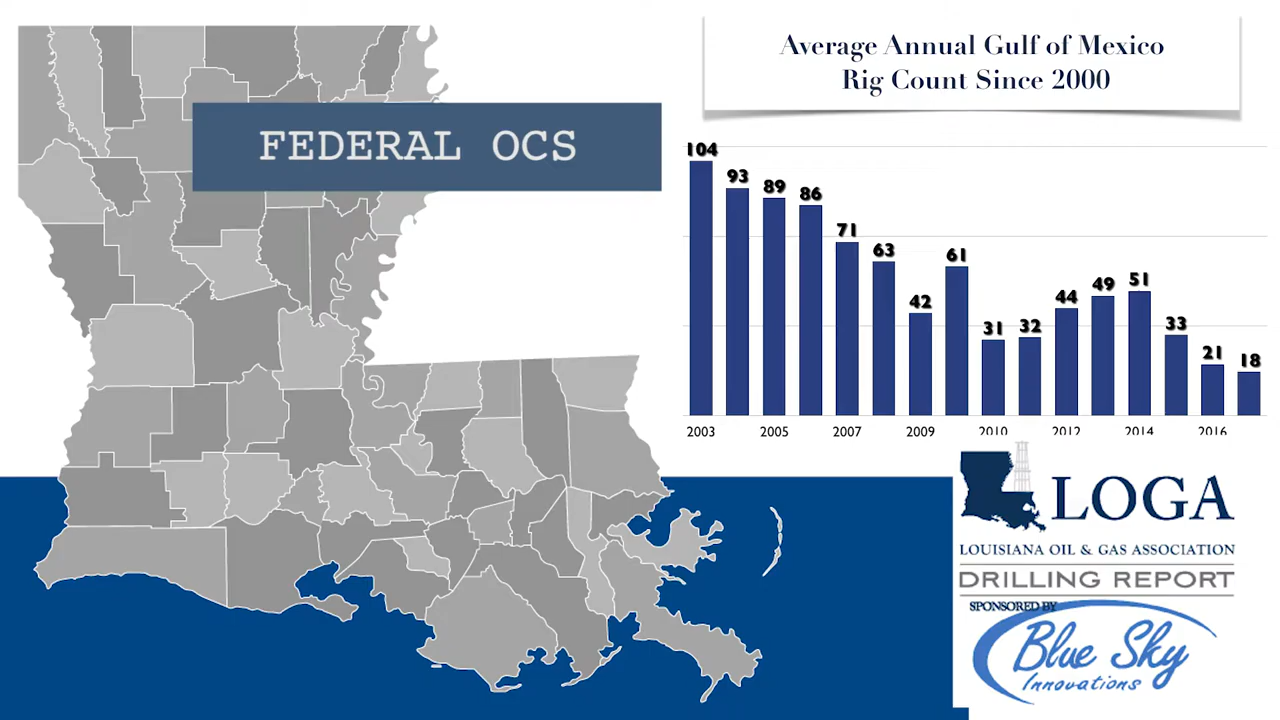 Average Annual Gulf of Mexico
Rig Count Since 2000
FEDERAL OCS
104
93
89
86
71
63
42
61
31
32
44
49
51
33
21
18
2003
2005
2007
2009
2010
2012
2014
2016
LOGA
LOUISIANA OIL & GAS ASSOCIATION
DRILLING REPORT
SPONSORED BY
Blue Sky
Innovations